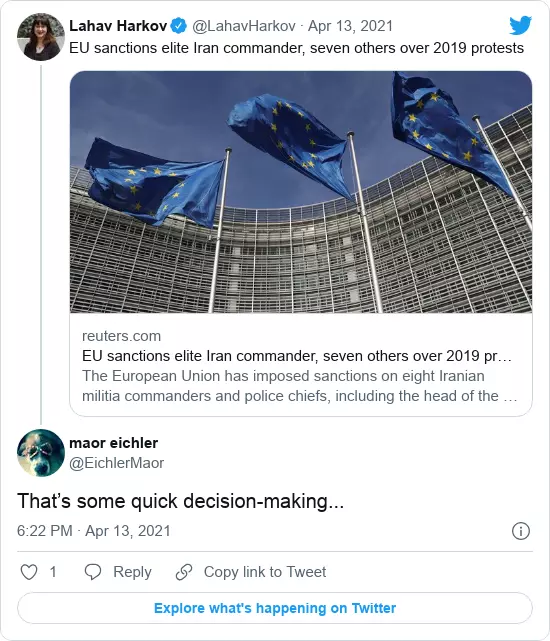 Lahav Harkov @LahavHarkov · Apr 13, 2021
EU sanctions elite Iran commander, seven others over 2019 protests
reuters.com
EU sanctions elite Iran commander, seven others over 2019 pr…
The European Union has imposed sanctions on eight Iranian
militia commanders and police chiefs, including the head of the …
maor eichler
@EichlerMaor
That’s some quick decision-making...
6:22 PM · Apr 13, 2021
1 Reply Copy link to Tweet
Explore what's happening on Twitter